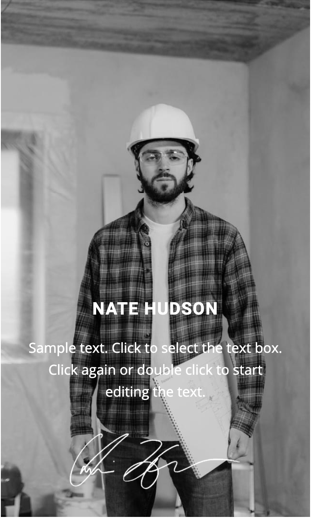 NATE HUDSON
Sample text. Click to select the text box.
Click again or double click to start
editing the text.